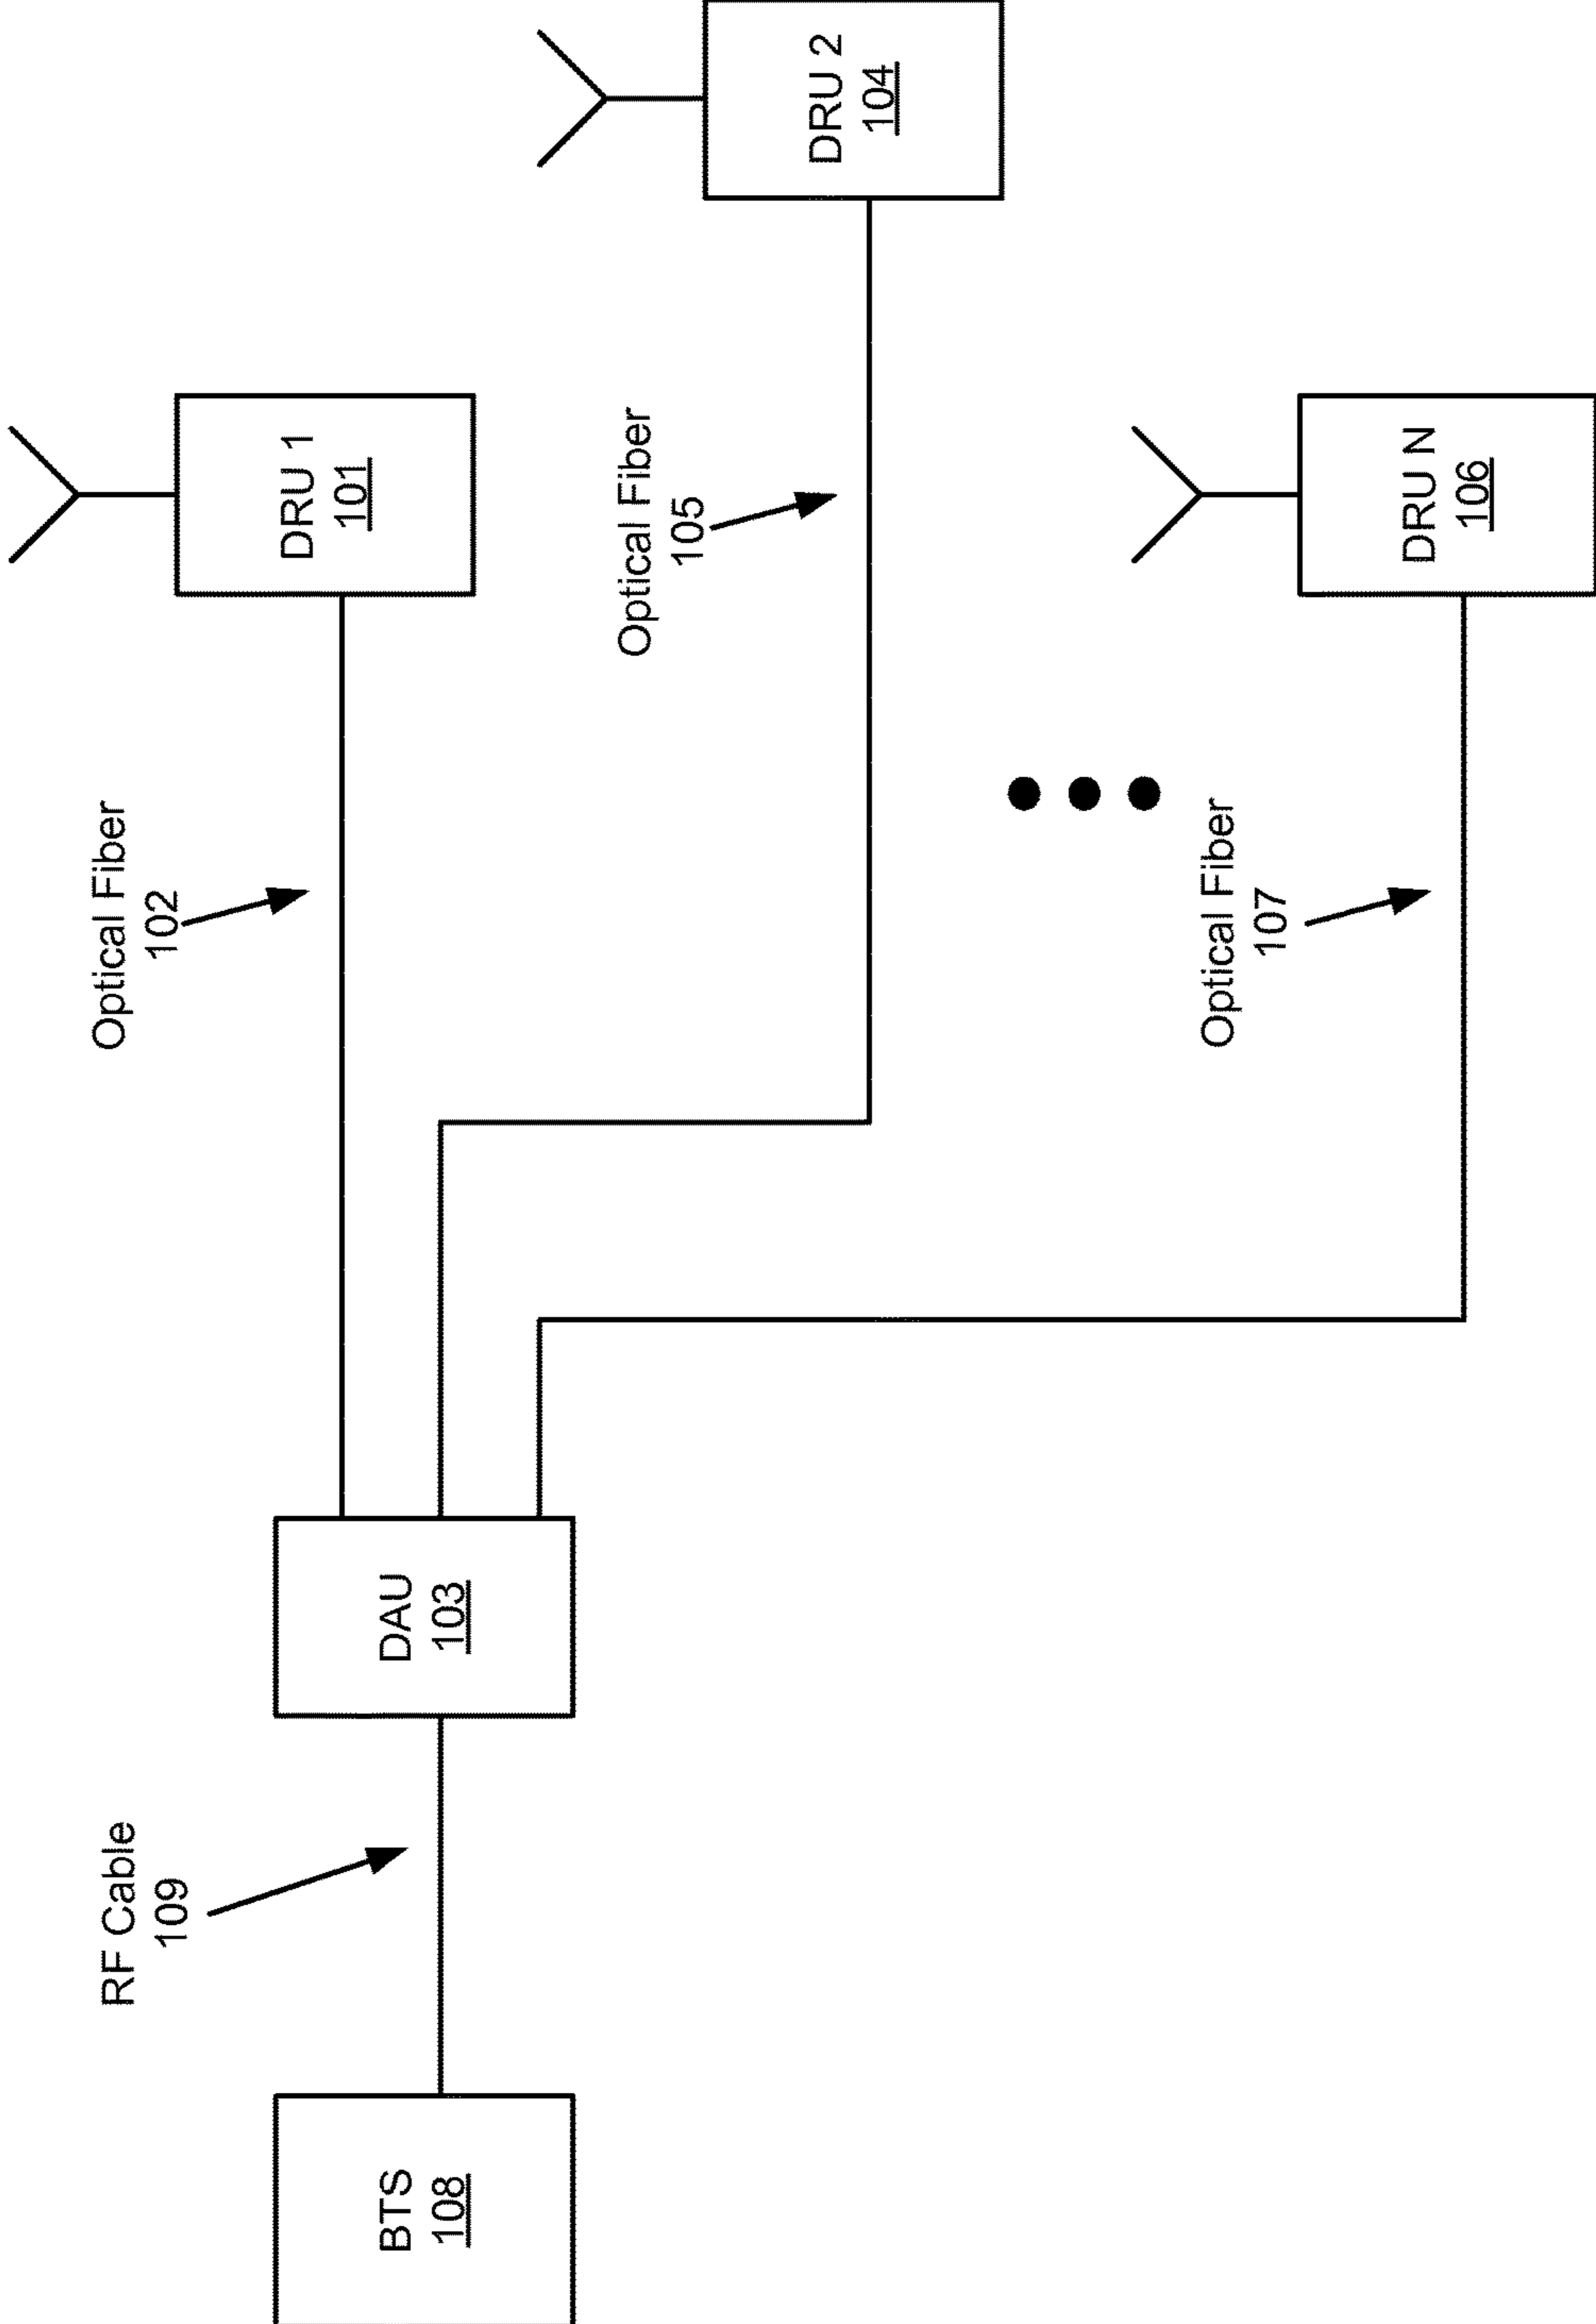 BTS
108
RF Cable
109
DAU
103
Optical Fiber
102
DRU 1
101
Optical Fiber
105
DRU 2
104
Optical Fiber
107
DRU N
106